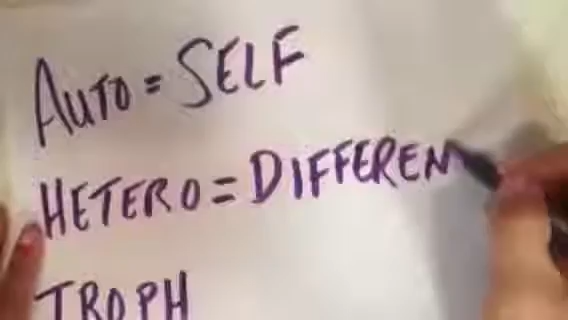 AUTO = SELF
HETERO = DIFFEREN
TROPH